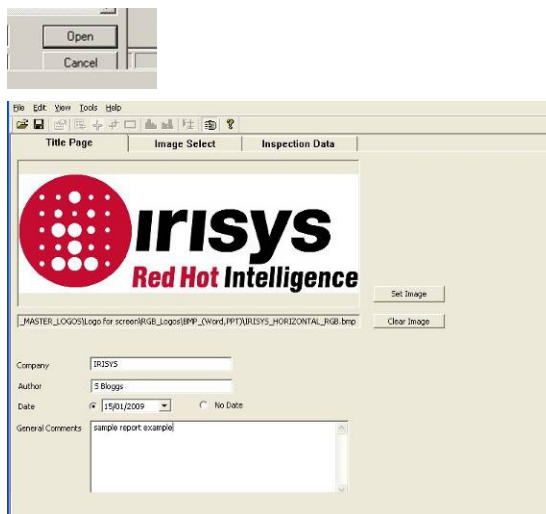 Open
Cancel
File Edit View Tools Help
Title Page Image Select Inspection Data
IRISYS
Red Hot Intelligence
Set Image
_MASTER_LOGOS\Logo for screen\RGB_Logos\BMP_(Word,PPT)\IRISYS_HORIZONTAL_RGB.bmp Clear Image
Company IRISYS
Author S Bloggs
Date 15/01/2009 No Date
General Comments sample report example